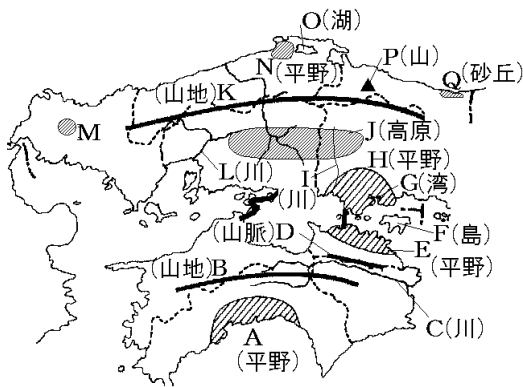 O(湖)
P(山)
N(平野)
Q(砂丘)
(山地)K
M
J(高原)
H(平野)
L(川)
I
(川)
G(湾)
F(島)
(山脈)D
E(平野)
(山地)B
C(川)
A(平野)